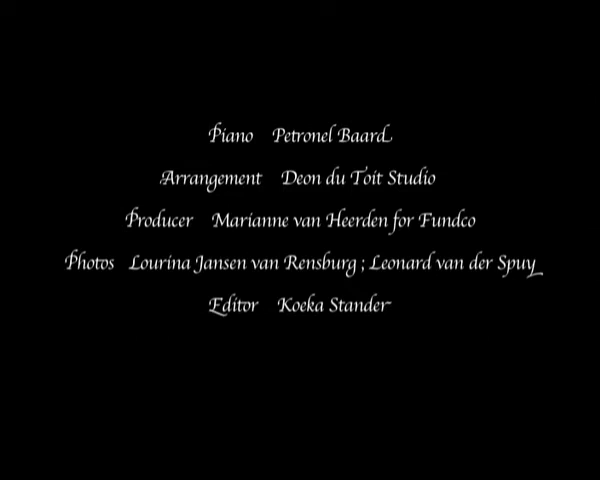 Piano Petronel Baard
Arrangement Deon du Toit Studio
Producer Marianne van Heerden for Fundco
Photos Lourina Jansen van Rensburg ; Leonard van der Spuy
Editor Koeka Stander